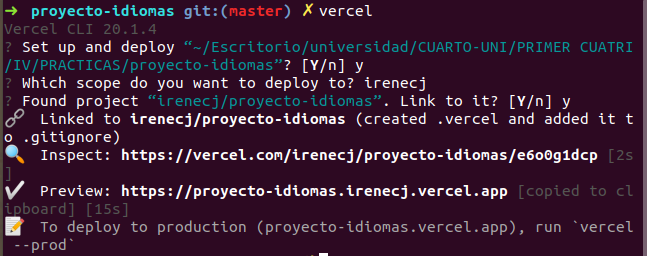 → proyecto-idiomas git:(master) ✗ vercel
Vercel CLI 20.1.4
? Set up and deploy “~/Escritorio/universidad/CUARTO-UNI/PRIMER CUATRI
/IV/PRACTICAS/proyecto-idiomas”? [Y/n] y
? Which scope do you want to deploy to? irenecj
? Found project “irenecj/proyecto-idiomas”. Link to it? [Y/n] y
🔗 Linked to irenecj/proyecto-idiomas (created .vercel and added it t
o .gitignore)
🔍 Inspect: https://vercel.com/irenecj/proyecto-idiomas/e6o0g1dcp [2s
]
✔ Preview: https://proyecto-idiomas.irenecj.vercel.app [copied to cl
ipboard] [15s]
📝 To deploy to production (proyecto-idiomas.vercel.app), run `vercel
--prod`